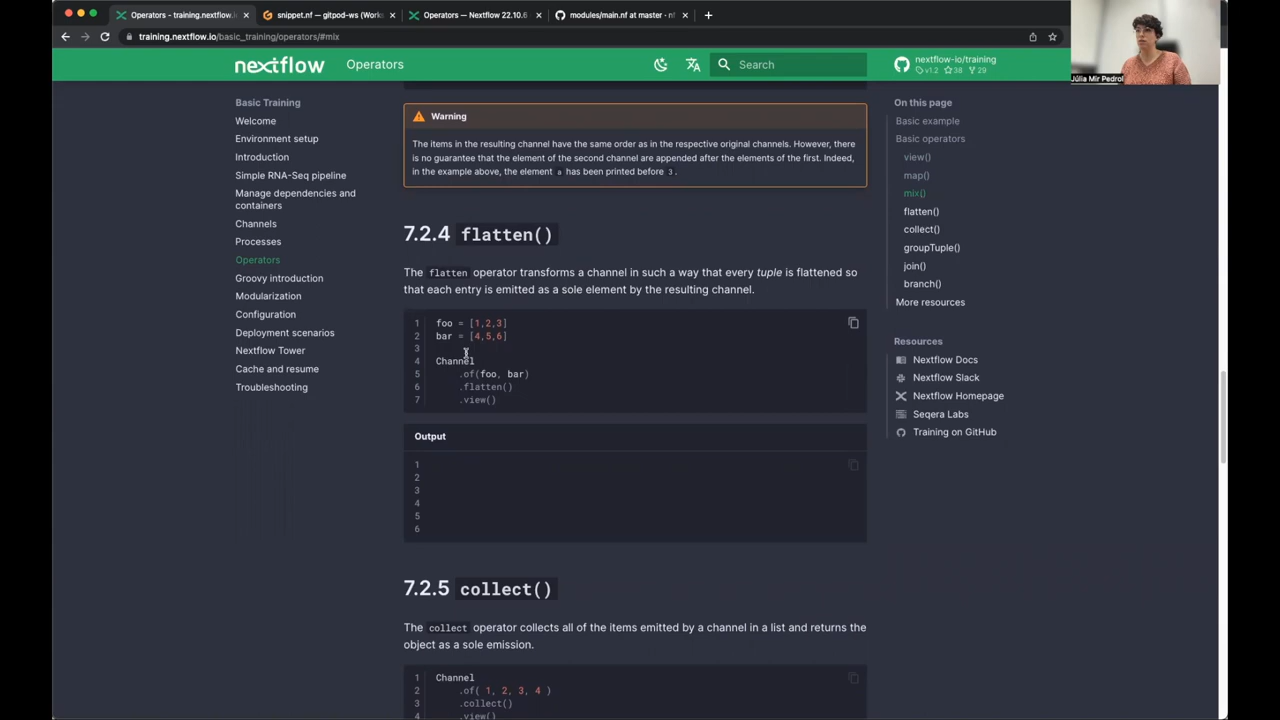 Operators - training.nextflow.io
snippet.nf — gitpod-ws (Works
Operators — Nextflow 22.10.6
modules/main.nf at master · nf
training.nextflow.io/basic_training/operators/#mix
nextflow
Operators
Search
nextflow-io/training
v1.2 38 29
Júlia Mir Pedrol
Basic Training
Welcome
Environment setup
Introduction
Simple RNA-Seq pipeline
Manage dependencies and
containers
Channels
Processes
Operators
Groovy introduction
Modularization
Configuration
Deployment scenarios
Nextflow Tower
Cache and resume
Troubleshooting
Warning
The items in the resulting channel have the same order as in the respective original channels. However, there
is no guarantee that the element of the second channel are appended after the elements of the first. Indeed,
in the example above, the element a has been printed before 3.
7.2.4 flatten()
The flatten operator transforms a channel in such a way that every tuple is flattened so
that each entry is emitted as a sole element by the resulting channel.
1 foo = [1,2,3]
2 bar = [4,5,6]
3
4 Channel
5 .of(foo, bar)
6 .flatten()
7 .view()
Output
1
2
3
4
5
6
7.2.5 collect()
The collect operator collects all of the items emitted by a channel in a list and returns the
object as a sole emission.
1 Channel
2 .of( 1, 2, 3, 4 )
3 .collect()
4 .view()
On this page
Basic example
Basic operators
view()
map()
mix()
flatten()
collect()
groupTuple()
join()
branch()
More resources
Resources
Nextflow Docs
Nextflow Slack
Nextflow Homepage
Seqera Labs
Training on GitHub